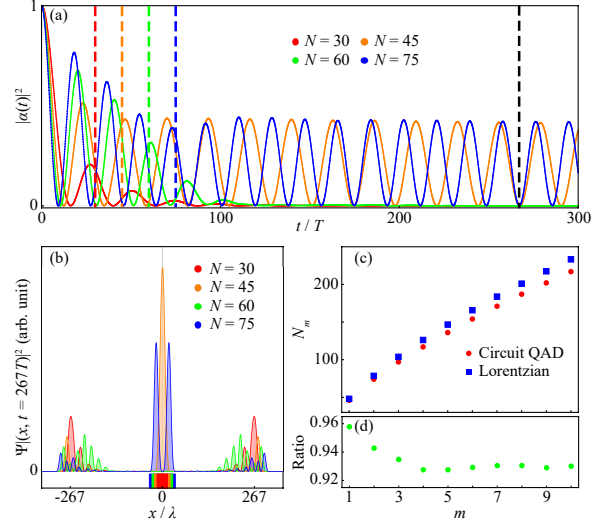 (a)
1
|α(t)|²
0
N = 30
N = 45
N = 60
N = 75
0
100
200
300
t / T
(b)
Ψ|(x, t = 267T)|² (arb. unit)
0
N = 30
N = 45
N = 60
N = 75
-267
0
267
x / λ
(c)
200
100
N_m
Circuit QAD
Lorentzian
(d)
0.96
0.94
0.92
Ratio
1
3
5
7
9
m